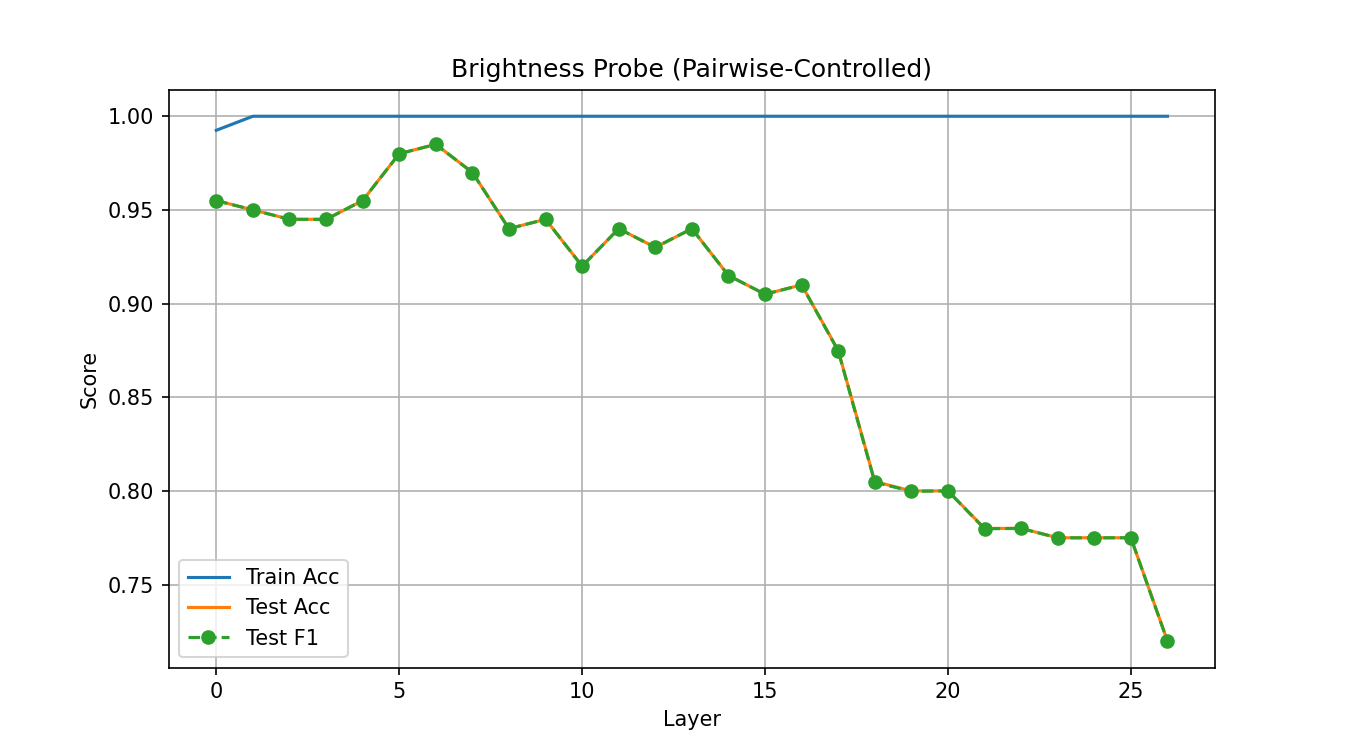 Brightness Probe (Pairwise-Controlled)
1.00
0.95
0.90
0.85
0.80
0.75
Score
Train Acc
Test Acc
Test F1
0 5 10 15 20 25
Layer